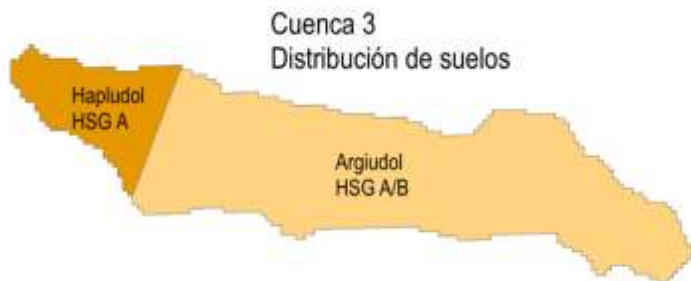 Cuenca 3
Distribución de suelos
Hapludol
HSG A
Argiudol
HSG A/B